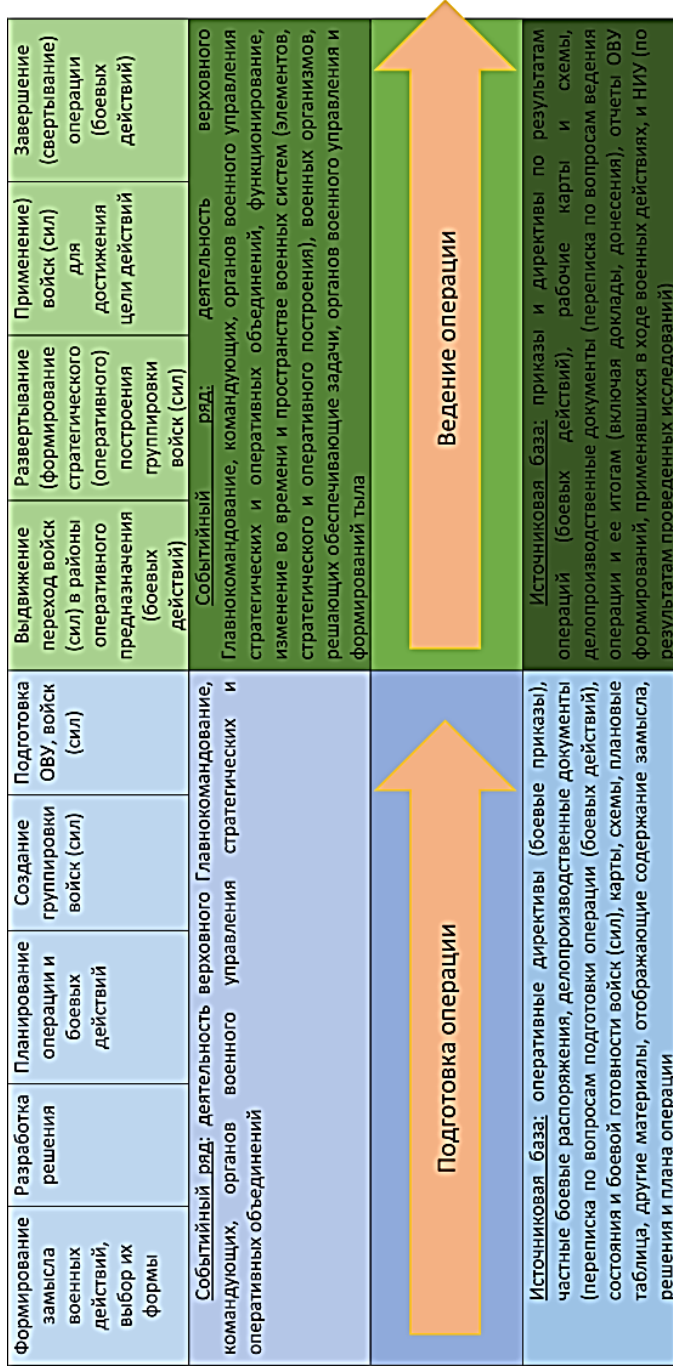 Формирование
замысла
военных
действий,
выбор их
формы
Разработка
решения
Планирование
операции и
боевых
действий
Создание
группировки
войск (сил)
Подготовка
ОВУ, войск
(сил)
Выдвижение
переход войск
(сил) в районы
оперативного
предназначения
(боевых
действий)
Развертывание
(формирование
стратегического
(оперативного)
построения
группировки
войск (сил)
Применение)
войск (сил)
для
достижения
цели действий
Завершение
(свертывание)
операции
(боевых
действий)
Событийный ряд: деятельность верховного Главнокомандование,
командующих, органов военного управления стратегических и
оперативных объединений
Событийный ряд: деятельность верховного
Главнокомандование, командующих, органов военного управления
стратегических и оперативных объединений, функционирование,
изменение во времени и пространстве военных систем (элементов,
стратегического и оперативного построения), военных организмов,
решающих обеспечивающие задачи, органов военного управления и
формирований тыла
Подготовка операции
Ведение операции
Источниковая база: оперативные директивы (боевые приказы),
частные боевые распоряжения, делопроизводственные документы
(переписка по вопросам подготовки операции (боевых действий),
состояния и боевой готовности войск (сил), карты, схемы, плановые
таблица, другие материалы, отображающие содержание замысла,
решения и плана операции
Источниковая база: приказы и директивы по результатам
операций (боевых действий), рабочие карты и схемы,
делопроизводственные документы (переписка по вопросам ведения
операции и ее итогам (включая доклады, донесения), отчеты ОВУ
формирований, применявшихся в ходе военных действиях, и НИУ (по
результатам проведенных исследований)